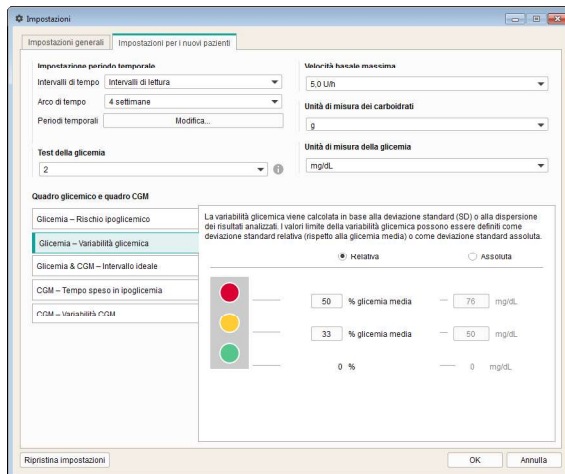 Impostazioni
Impostazioni generali
Impostazioni per i nuovi pazienti
Impostazione periodo temporale
Intervalli di tempo Intervalli di lettura
Arco di tempo 4 settimane
Periodi temporali Modifica...
Test della glicemia
2
Velocità basale massima
5,0 U/h
Unità di misura dei carboidrati
g
Unità di misura della glicemia
mg/dL
Quadro glicemico e quadro CGM
Glicemia – Rischio ipoglicemico
Glicemia – Variabilità glicemica
Glicemia & CGM – Intervallo ideale
CGM – Tempo speso in ipoglicemia
CGM – Variabilità CGM
La variabilità glicemica viene calcolata in base alla deviazione standard (SD) o alla dispersione
dei risultati analizzati. I valori limite della variabilità glicemica possono essere definiti come
deviazione standard relativa (rispetto alla glicemia media) o come deviazione standard assoluta.
Relativa Assoluta
50 % glicemia media 76 mg/dL
33 % glicemia media 50 mg/dL
0 % 0 mg/dL
Ripristina impostazioni OK Annulla